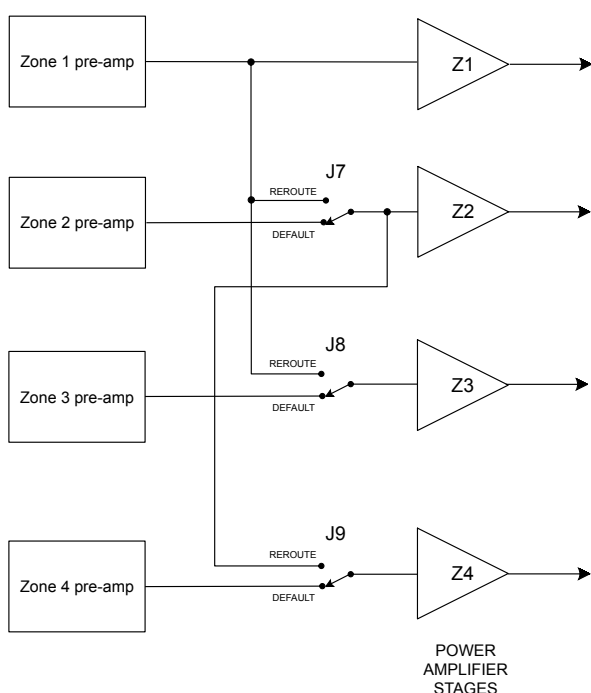 Zone 1 pre-amp
Z1
J7
REROUTE
Zone 2 pre-amp
Z2
DEFAULT
J8
REROUTE
Zone 3 pre-amp
Z3
DEFAULT
J9
REROUTE
Zone 4 pre-amp
Z4
DEFAULT
POWER
AMPLIFIER
STAGES